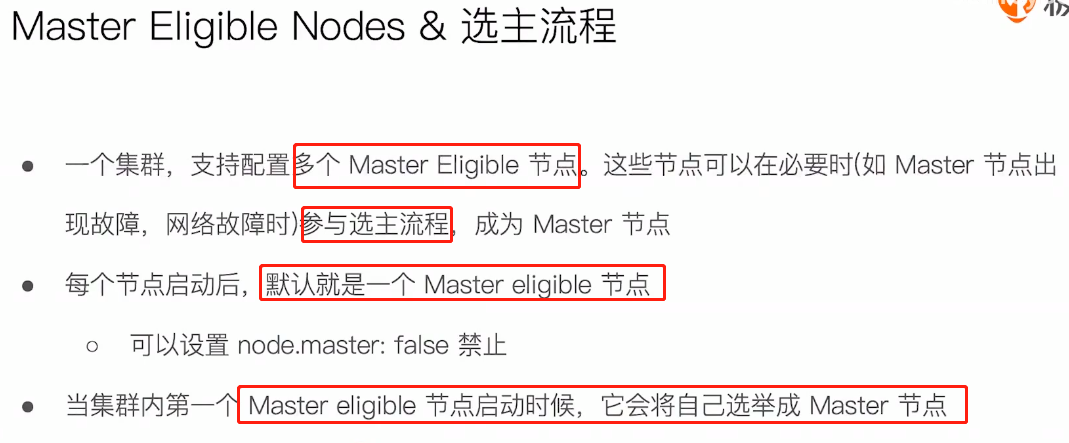 Master Eligible Nodes & 选主流程
一个集群，支持配置多个 Master Eligible 节点。这些节点可以在必要时(如 Master 节点出
现故障，网络故障时)参与选主流程，成为 Master 节点
每个节点启动后，默认就是一个 Master eligible 节点
可以设置 node.master: false 禁止
当集群内第一个 Master eligible 节点启动时候，它会将自己选举成 Master 节点